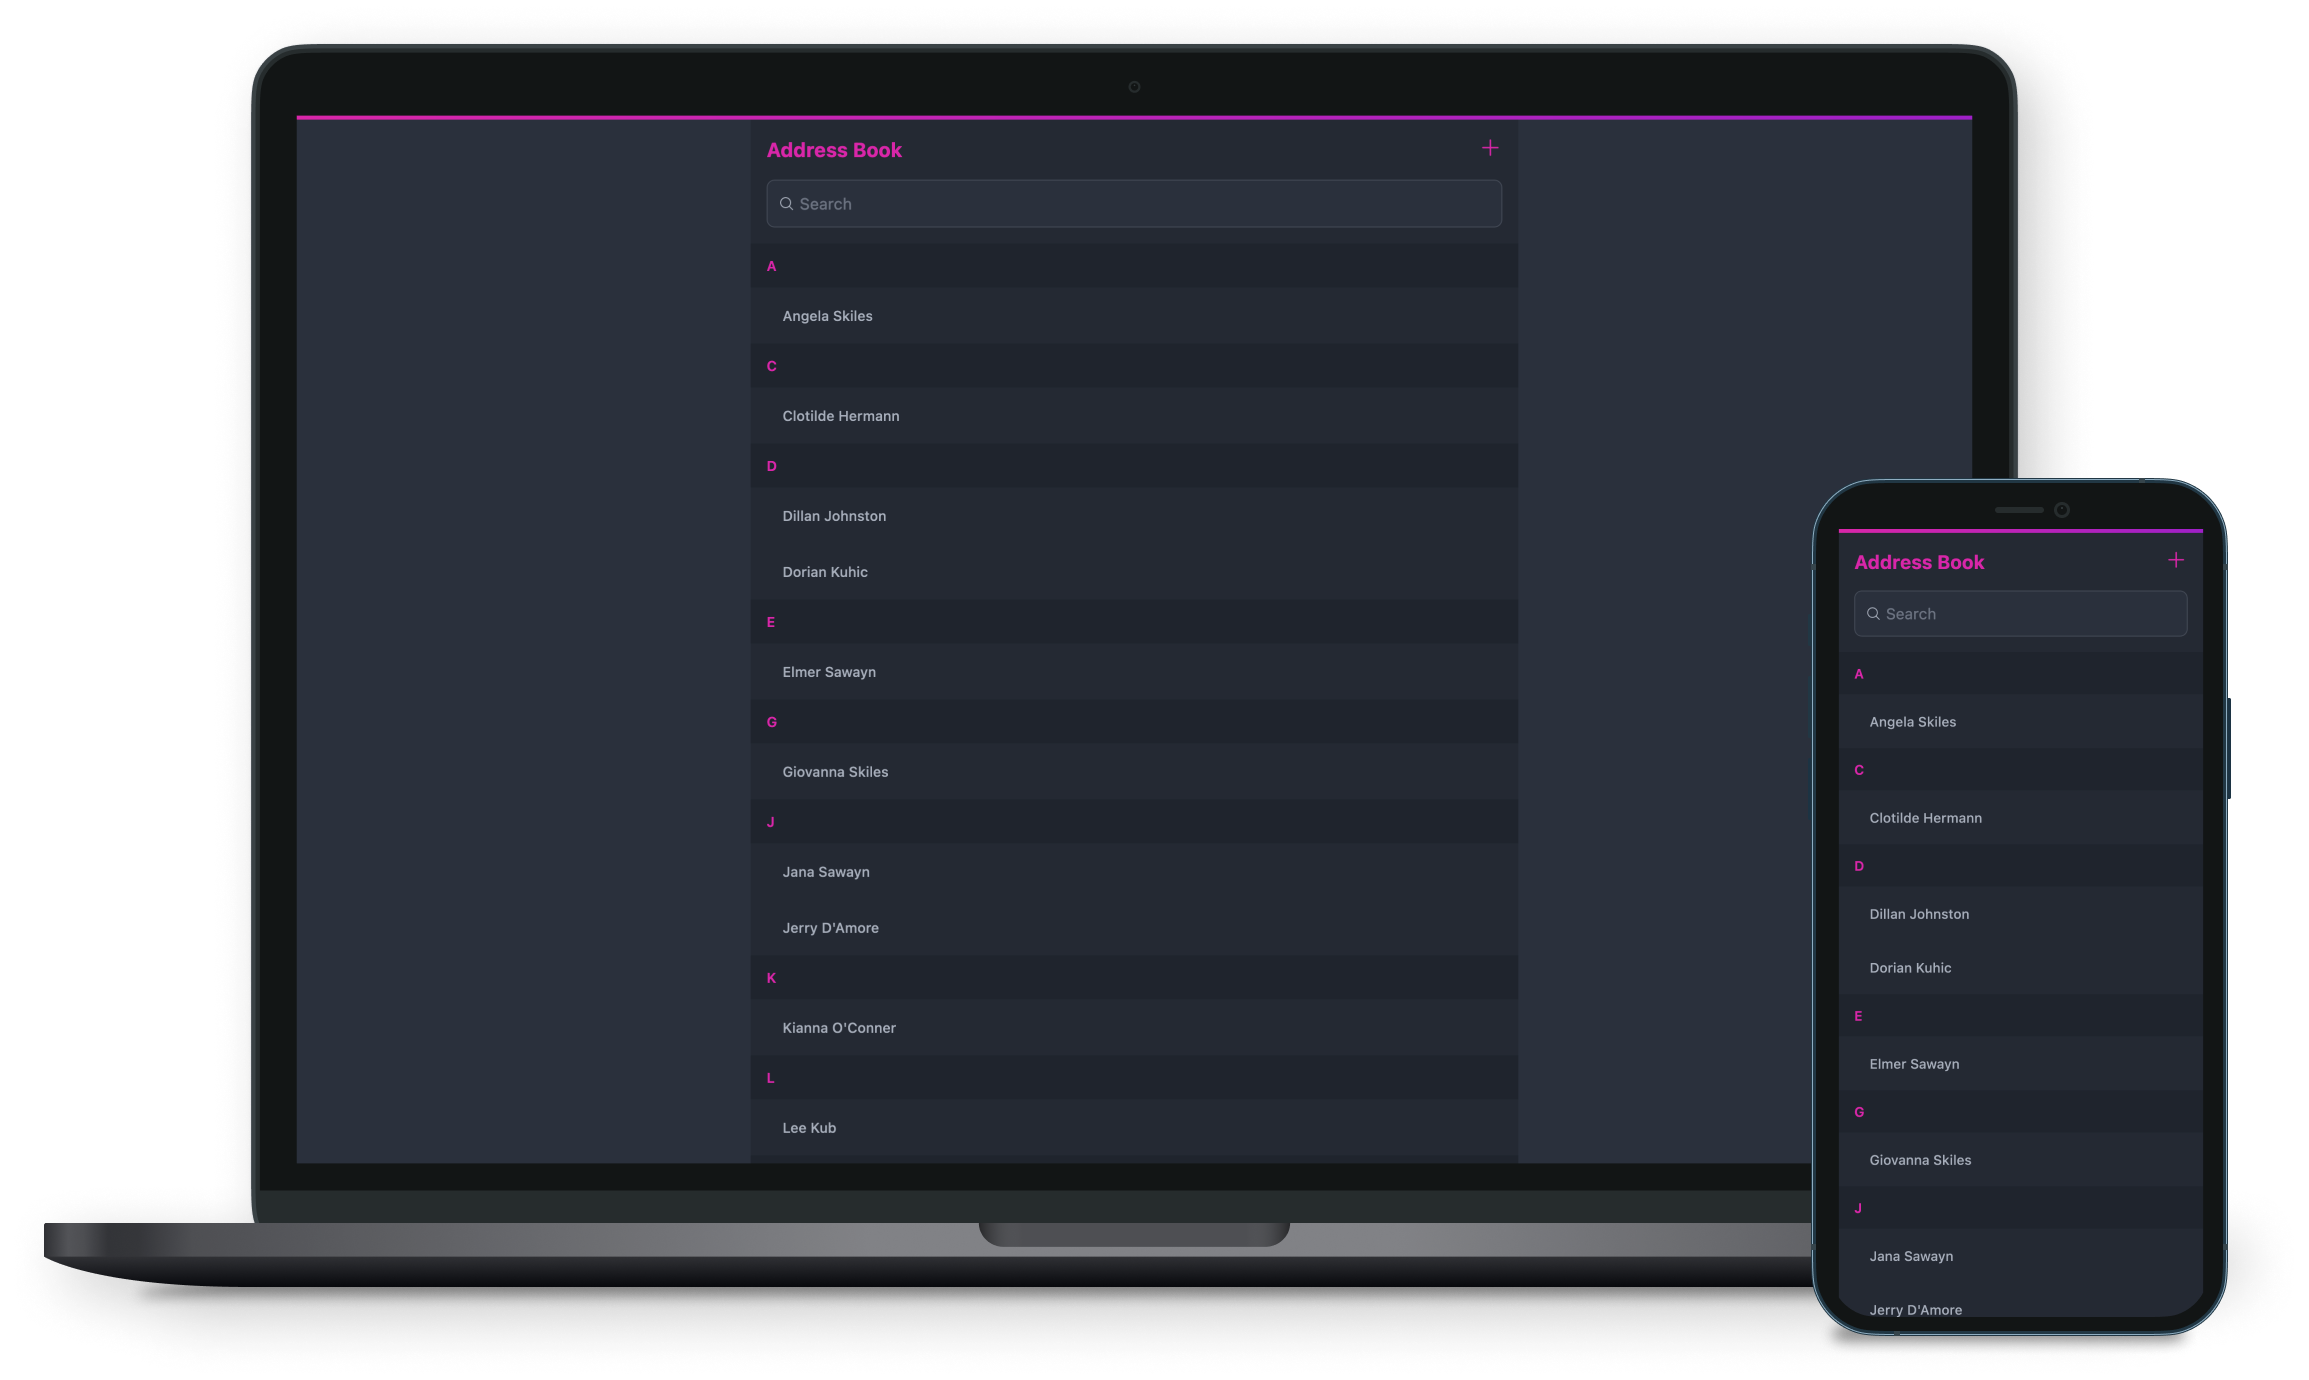 Address Book
Search
A
Angela Skiles
C
Clotilde Hermann
D
Dillan Johnston
Dorian Kuhic
E
Elmer Sawayn
G
Giovanna Skiles
J
Jana Sawayn
Jerry D'Amore
K
Kianna O'Conner
L
Lee Kub
Address Book
Search
A
Angela Skiles
C
Clotilde Hermann
D
Dillan Johnston
Dorian Kuhic
E
Elmer Sawayn
G
Giovanna Skiles
J
Jana Sawayn
Jerry D'Amore